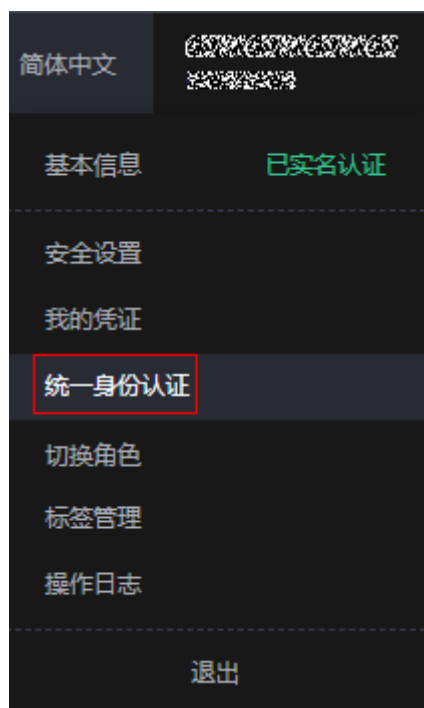 简体中文
基本信息 已实名认证
安全设置
我的凭证
统一身份认证
切换角色
标签管理
操作日志
退出